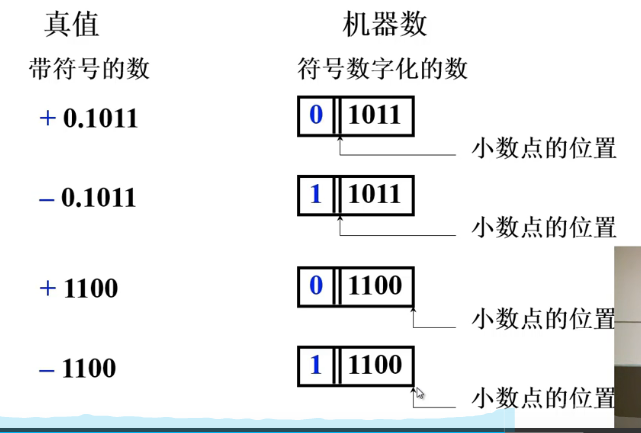 真值 机器数
带符号的数 符号数字化的数
+ 0.1011 0 1011
小数点的位置
– 0.1011 1 1011
小数点的位置
+ 1100 0 1100
小数点的位置
– 1100 1 1100
小数点的位置